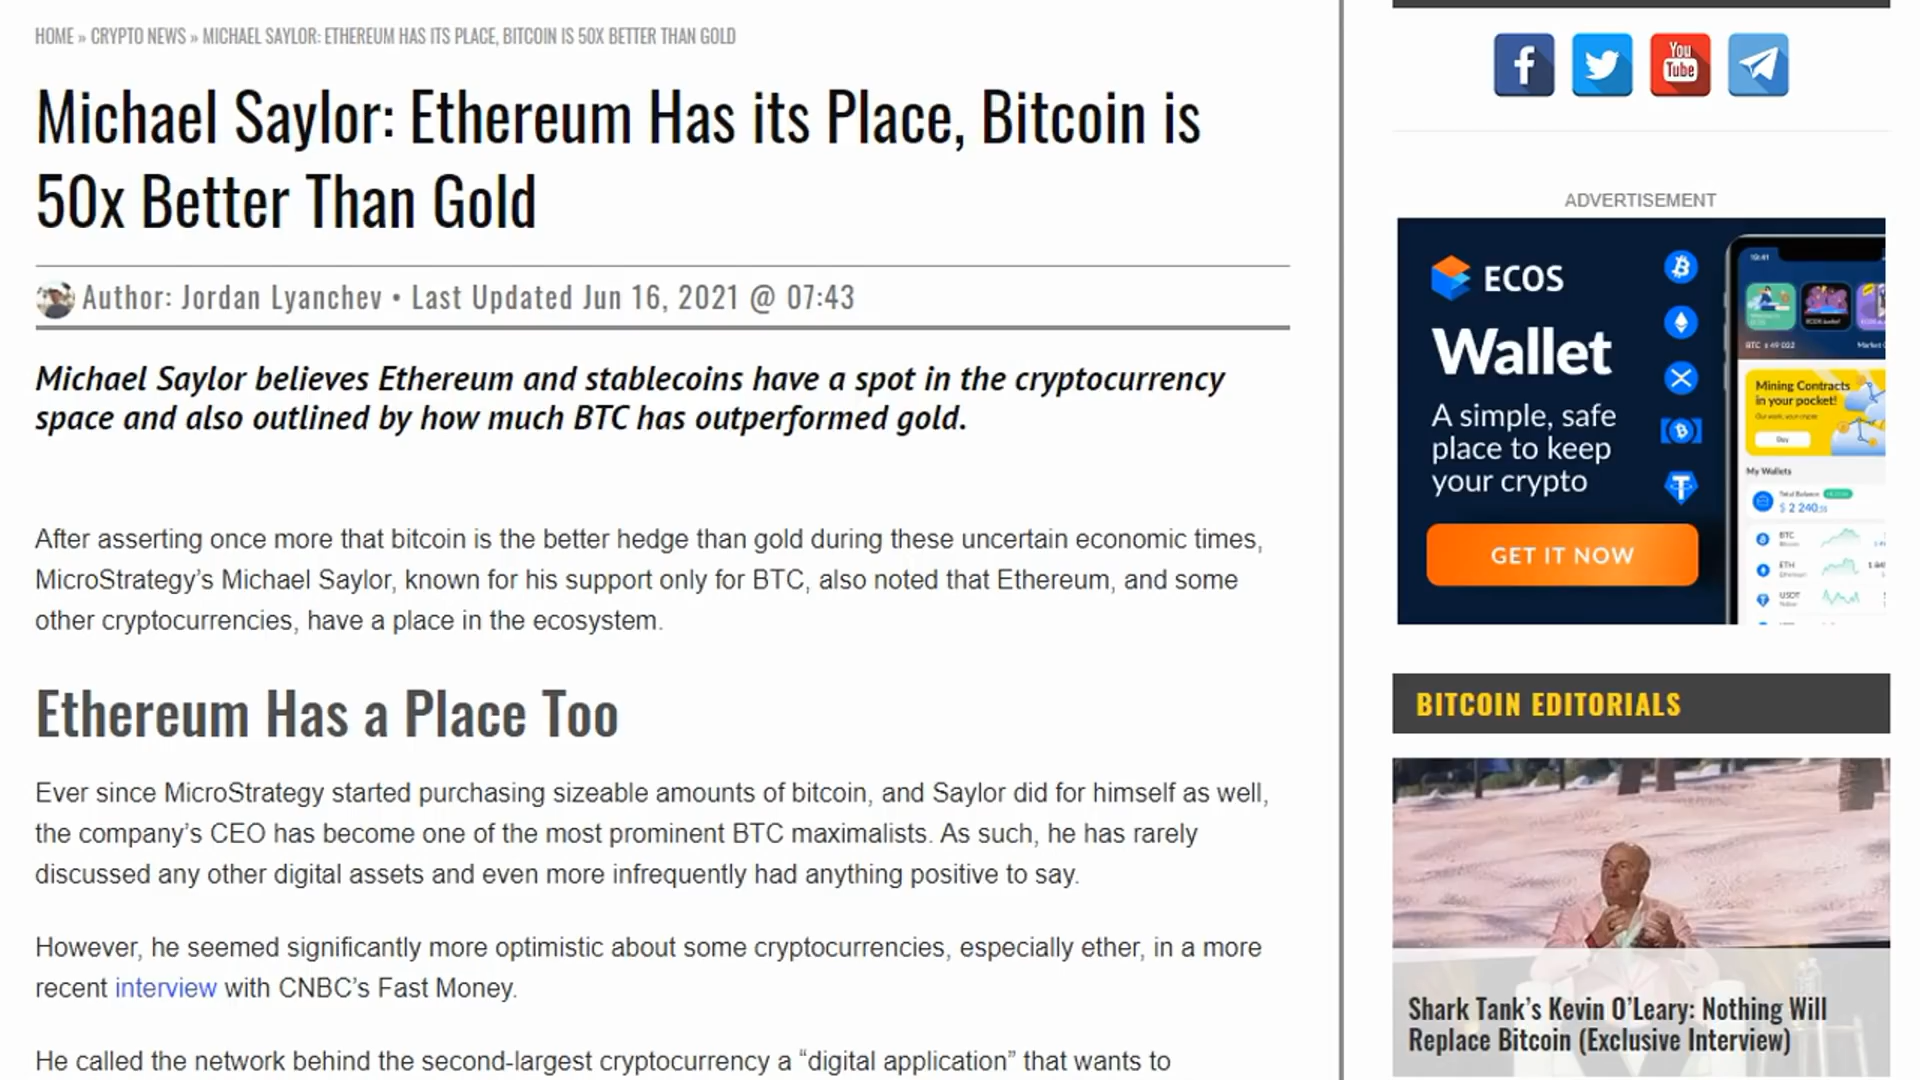 HOME » CRYPTO NEWS » MICHAEL SAYLOR: ETHEREUM HAS ITS PLACE, BITCOIN IS 50X BETTER THAN GOLD
Michael Saylor: Ethereum Has its Place, Bitcoin is
50x Better Than Gold
Author: Jordan Lyanchev • Last Updated Jun 16, 2021 @ 07:43
Michael Saylor believes Ethereum and stablecoins have a spot in the cryptocurrency
space and also outlined by how much BTC has outperformed gold.
After asserting once more that bitcoin is the better hedge than gold during these uncertain economic times,
MicroStrategy’s Michael Saylor, known for his support only for BTC, also noted that Ethereum, and some
other cryptocurrencies, have a place in the ecosystem.
Ethereum Has a Place Too
Ever since MicroStrategy started purchasing sizeable amounts of bitcoin, and Saylor did for himself as well,
the company’s CEO has become one of the most prominent BTC maximalists. As such, he has rarely
discussed any other digital assets and even more infrequently had anything positive to say.
However, he seemed significantly more optimistic about some cryptocurrencies, especially ether, in a more
recent interview with CNBC’s Fast Money.
He called the network behind the second-largest cryptocurrency a “digital application” that wants to
You
Tube
ADVERTISEMENT
ECOS
Wallet
A simple, safe
place to keep
your crypto
GET IT NOW
Mining Contracts
in your pocket!
Buy
My Wallets
Total Balance
$ 2 240
BTC
ETH
USDT
BITCOIN EDITORIALS
Shark Tank’s Kevin O’Leary: Nothing Will
Replace Bitcoin (Exclusive Interview)